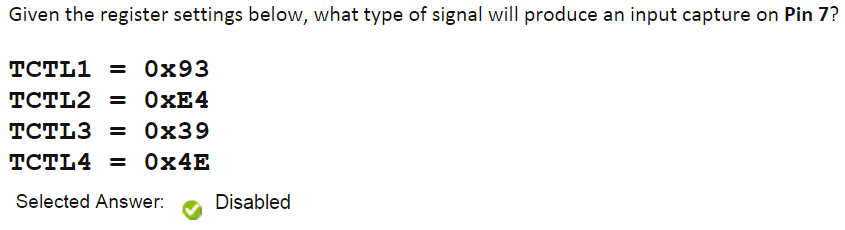 Given the register settings below, what type of signal will produce an input capture on Pin 7?
TCTL1 = 0x93
TCTL2 = 0xE4
TCTL3 = 0x39
TCTL4 = 0x4E
Selected Answer: Disabled